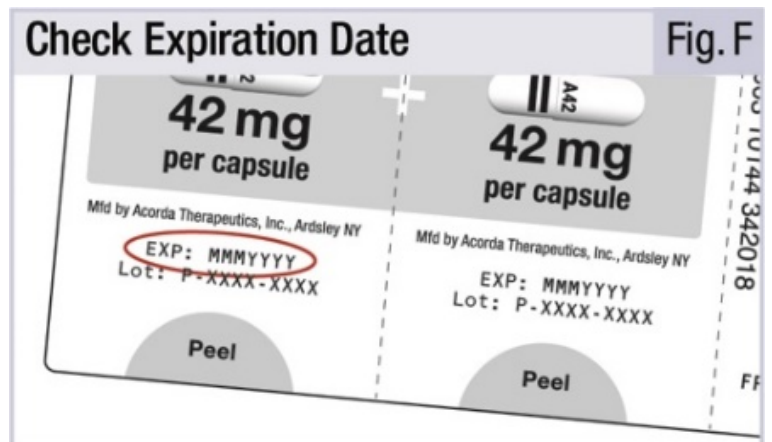 Check Expiration Date
Fig. F
42 mg
per capsule
Mfd by Acorda Therapeutics, Inc., Ardsley NY
EXP: MMMYYYY
Lot: P-XXXX-XXXX
Peel
A42
42 mg
per capsule
Mfd by Acorda Therapeutics, Inc., Ardsley NY
EXP: MMMYYYY
Lot: P-XXXX-XXXX
Peel
10144 342018